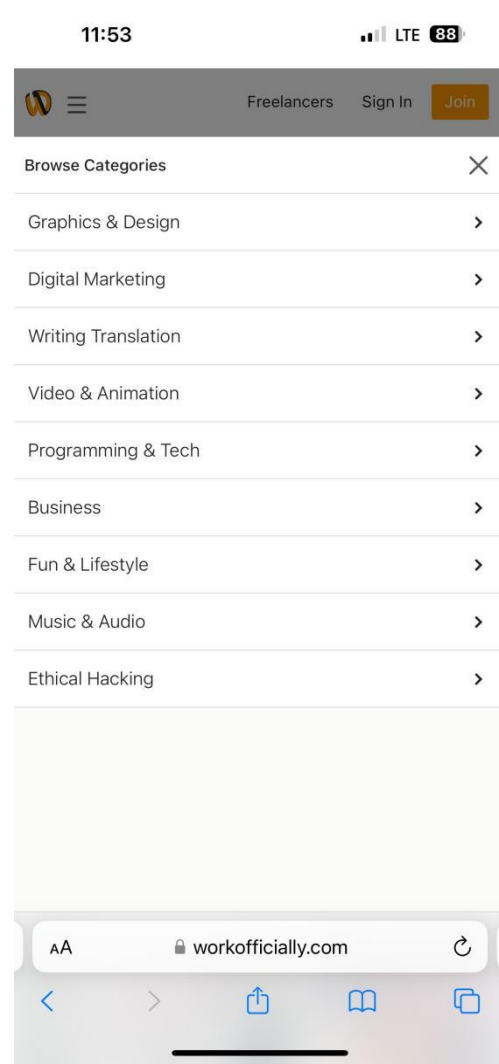 11:53 LTE 88
Freelancers Sign In Join
Browse Categories
Graphics & Design
Digital Marketing
Writing Translation
Video & Animation
Programming & Tech
Business
Fun & Lifestyle
Music & Audio
Ethical Hacking
AA workofficially.com